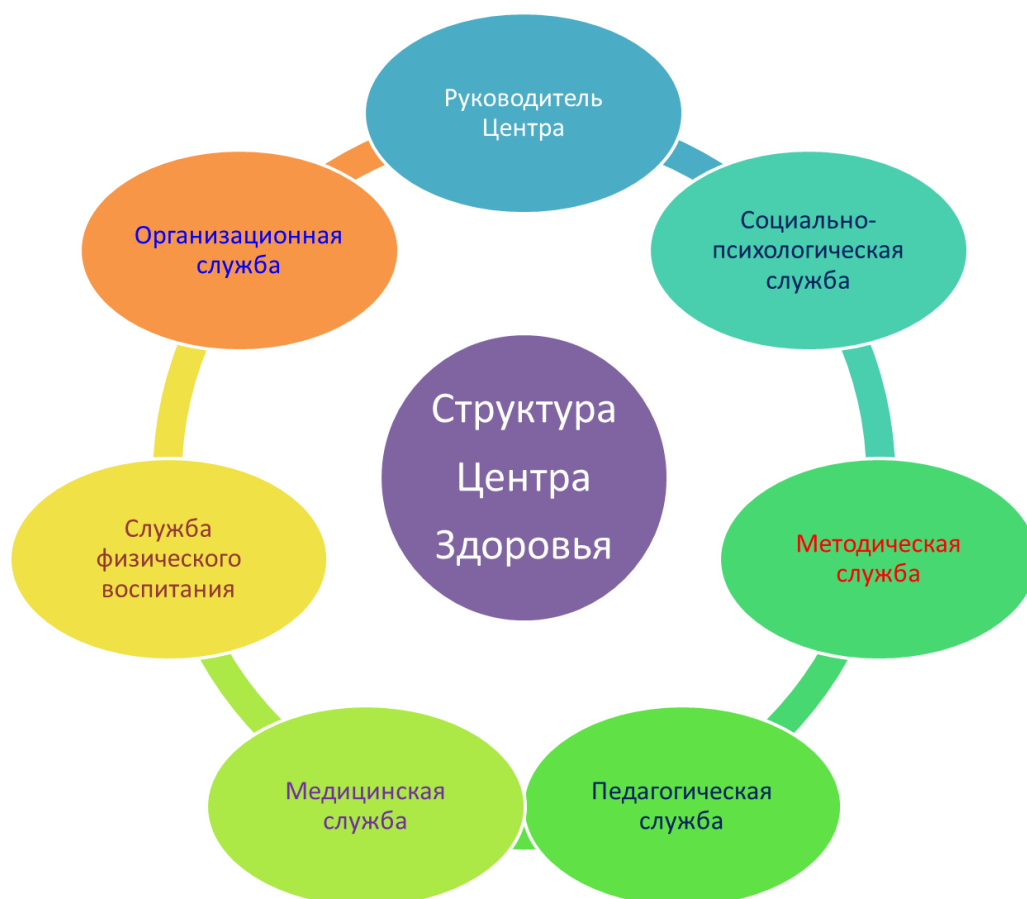 Руководитель
Центра
Социально-
психологическая
служба
Методическая
служба
Педагогическая
служба
Медицинская
служба
Служба
физического
воспитания
Организационная
служба
Структура
Центра
Здоровья